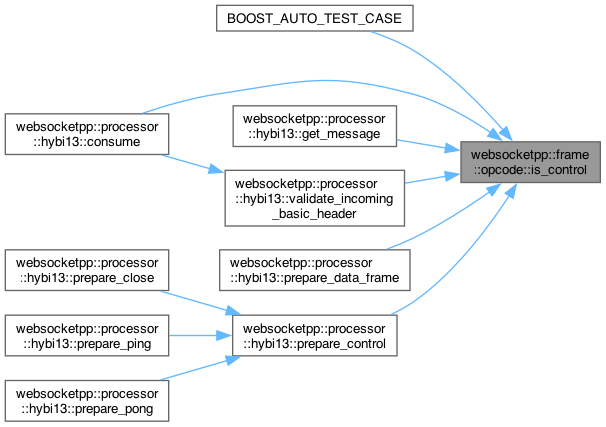 BOOST_AUTO_TEST_CASE
websocketpp::processor
::hybi13::consume
websocketpp::processor
::hybi13::get_message
websocketpp::frame
::opcode::is_control
websocketpp::processor
::hybi13::validate_incoming
_basic_header
websocketpp::processor
::hybi13::prepare_close
websocketpp::processor
::hybi13::prepare_data_frame
websocketpp::processor
::hybi13::prepare_ping
websocketpp::processor
::hybi13::prepare_control
websocketpp::processor
::hybi13::prepare_pong